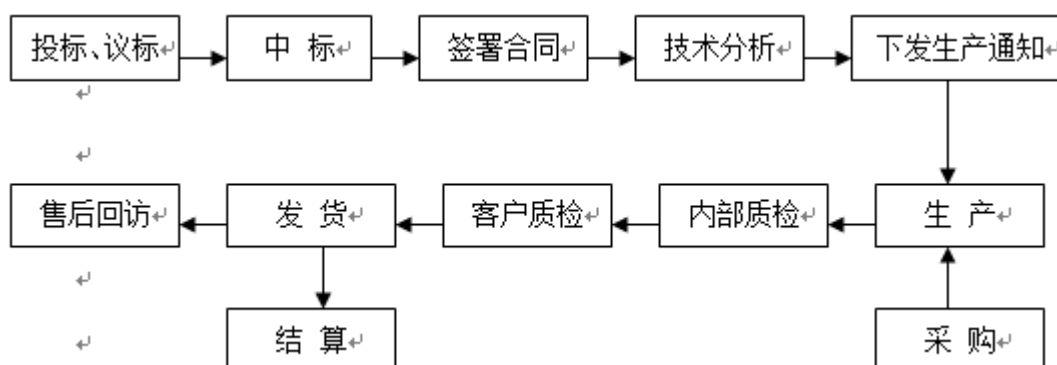 投标、议标
中 标
签署合同
技术分析
下发生产通知
售后回访
发 货
客户质检
内部质检
生 产
结 算
采 购